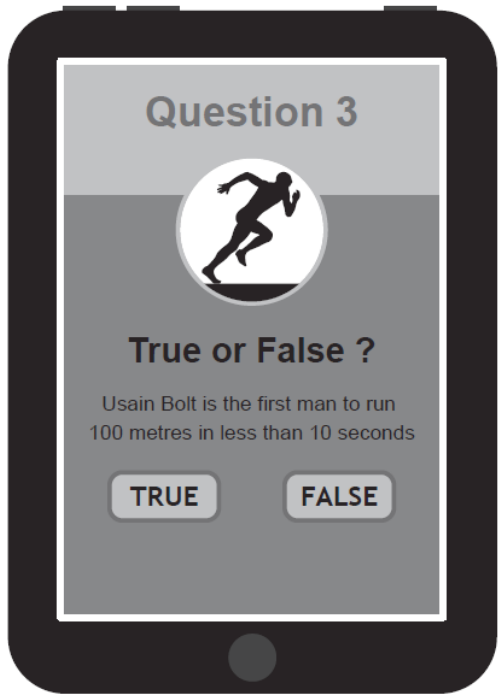 Question 3
True or False ?
Usain Bolt is the first man to run
100 metres in less than 10 seconds
TRUE
FALSE